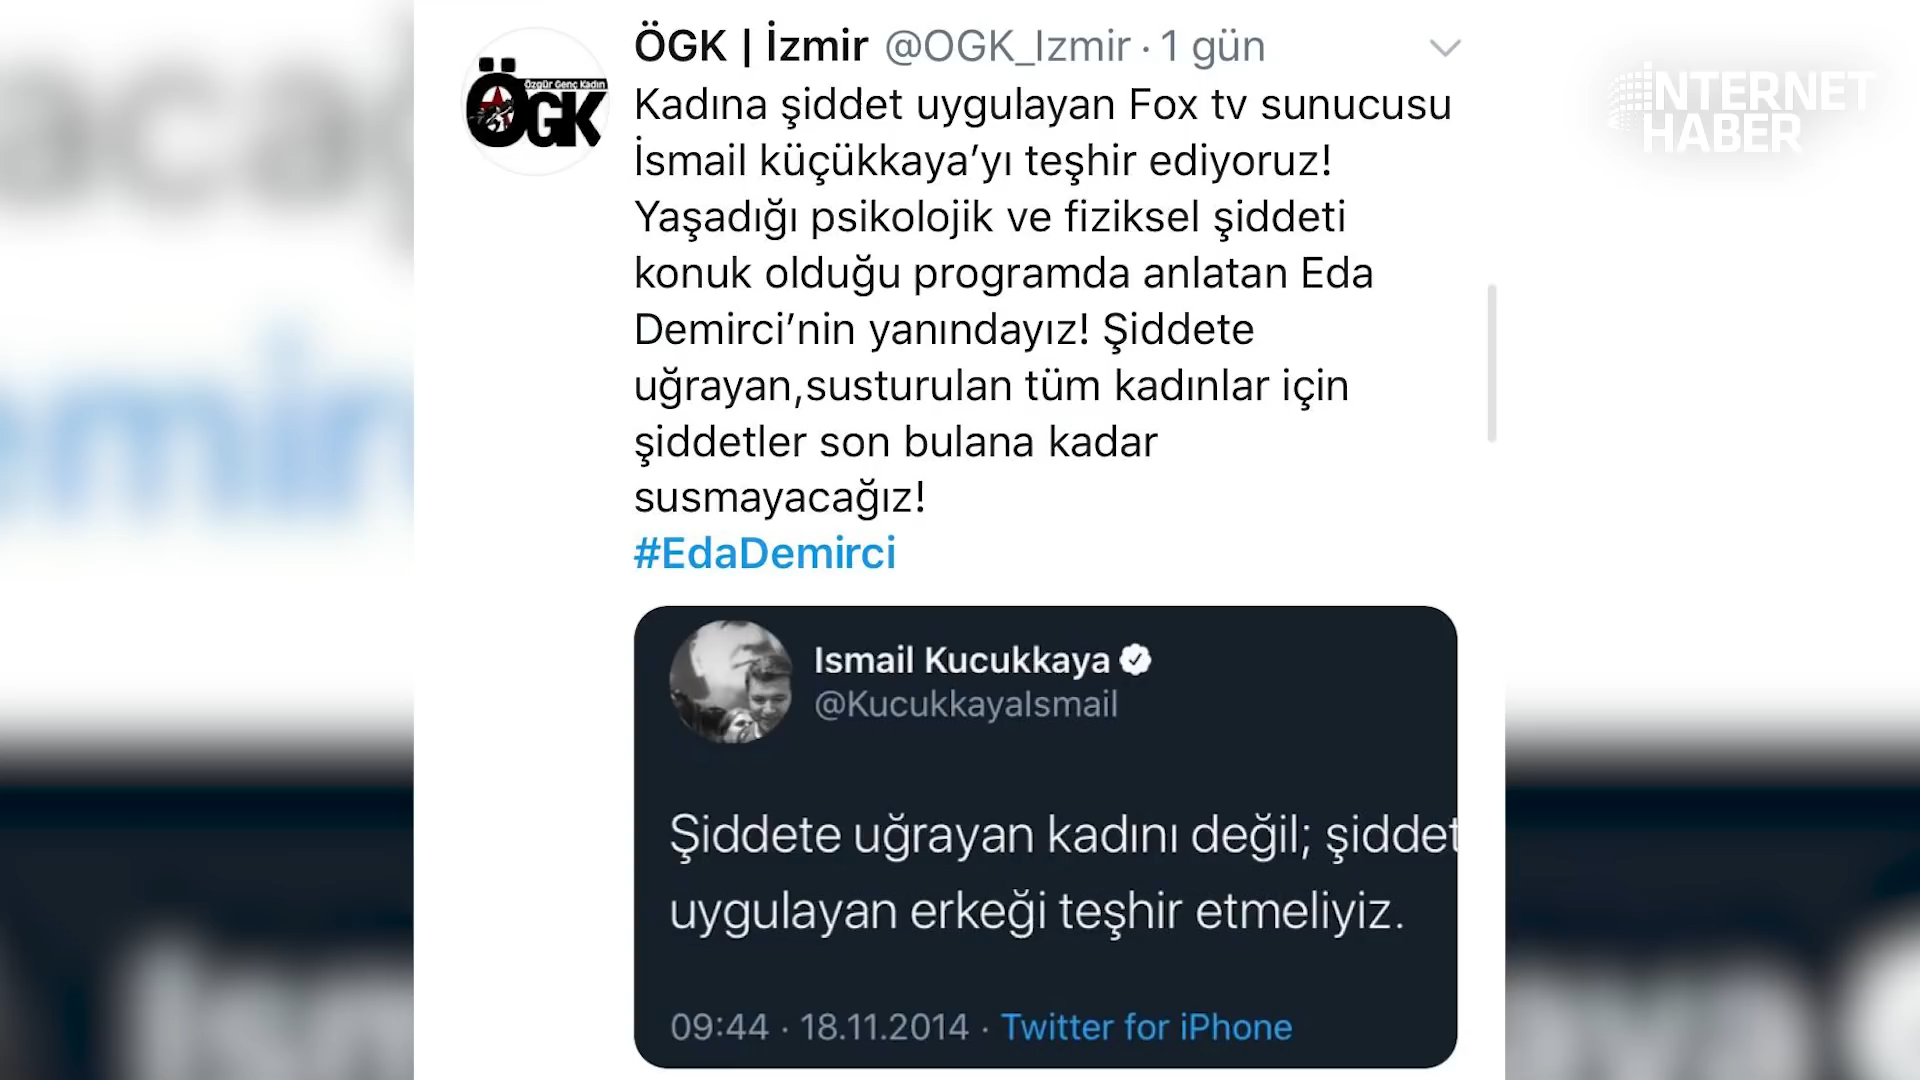 ÖGK | İzmir @OGK_Izmir · 1 gün
Özgür Genç Kadın
ÖGK
İNTERNET
HABER
Kadına şiddet uygulayan Fox tv sunucusu
İsmail küçükkaya’yı teşhir ediyoruz!
Yaşadığı psikolojik ve fiziksel şiddeti
konuk olduğu programda anlatan Eda
Demirci’nin yanındayız! Şiddete
uğrayan,susturulan tüm kadınlar için
şiddetler son bulana kadar
susmayacağız!
#EdaDemirci
Ismail Kucukkaya
@KucukkayaIsmail
Şiddete uğrayan kadını değil; şiddet
uygulayan erkeği teşhir etmeliyiz.
09:44 · 18.11.2014 · Twitter for iPhone